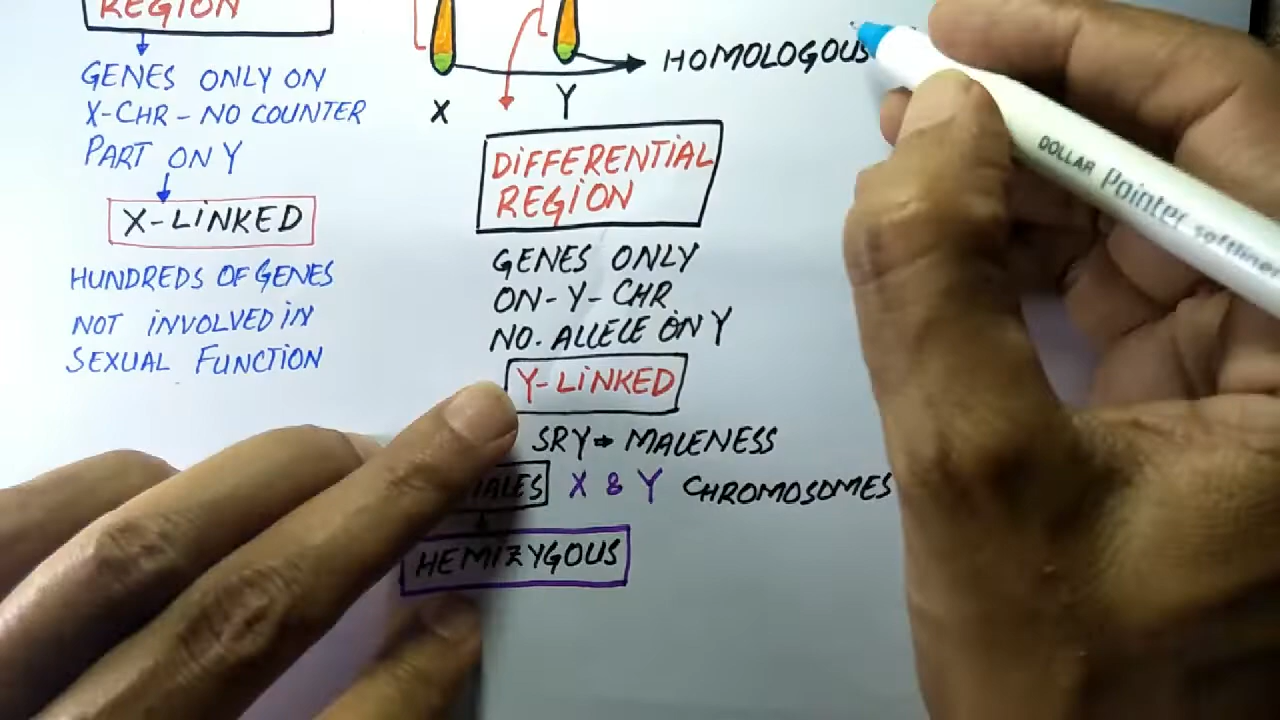 REGION
GENES ONLY ON
X-CHR - NO COUNTER
PART ON Y
X-LINKED
HUNDREDS OF GENES
NOT INVOLVED IN
SEXUAL FUNCTION
X Y
HOMOLOGOUS
DIFFERENTIAL
REGION
GENES ONLY
ON-Y-CHR
NO. ALLELE ON Y
Y-LINKED
SRY → MALENESS
X & Y CHROMOSOMES
HEMIZYGOUS
DOLLAR Pointer softliner